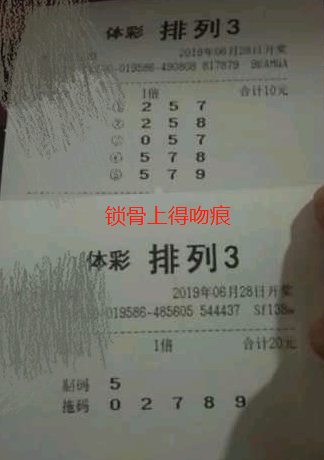 体彩 排列3
2019年06月28日开奖
-019586-490808 817879
1倍 合计10元
① 2 5 7
② 2 5 8
③ 0 5 7
④ 5 7 8
⑤ 5 7 9
锁骨上得吻痕
体彩 排列3
2019年06月28日开奖
-019586-485605 544437
1倍 合计20元
胆码 5
拖码 0 2 7 8 9